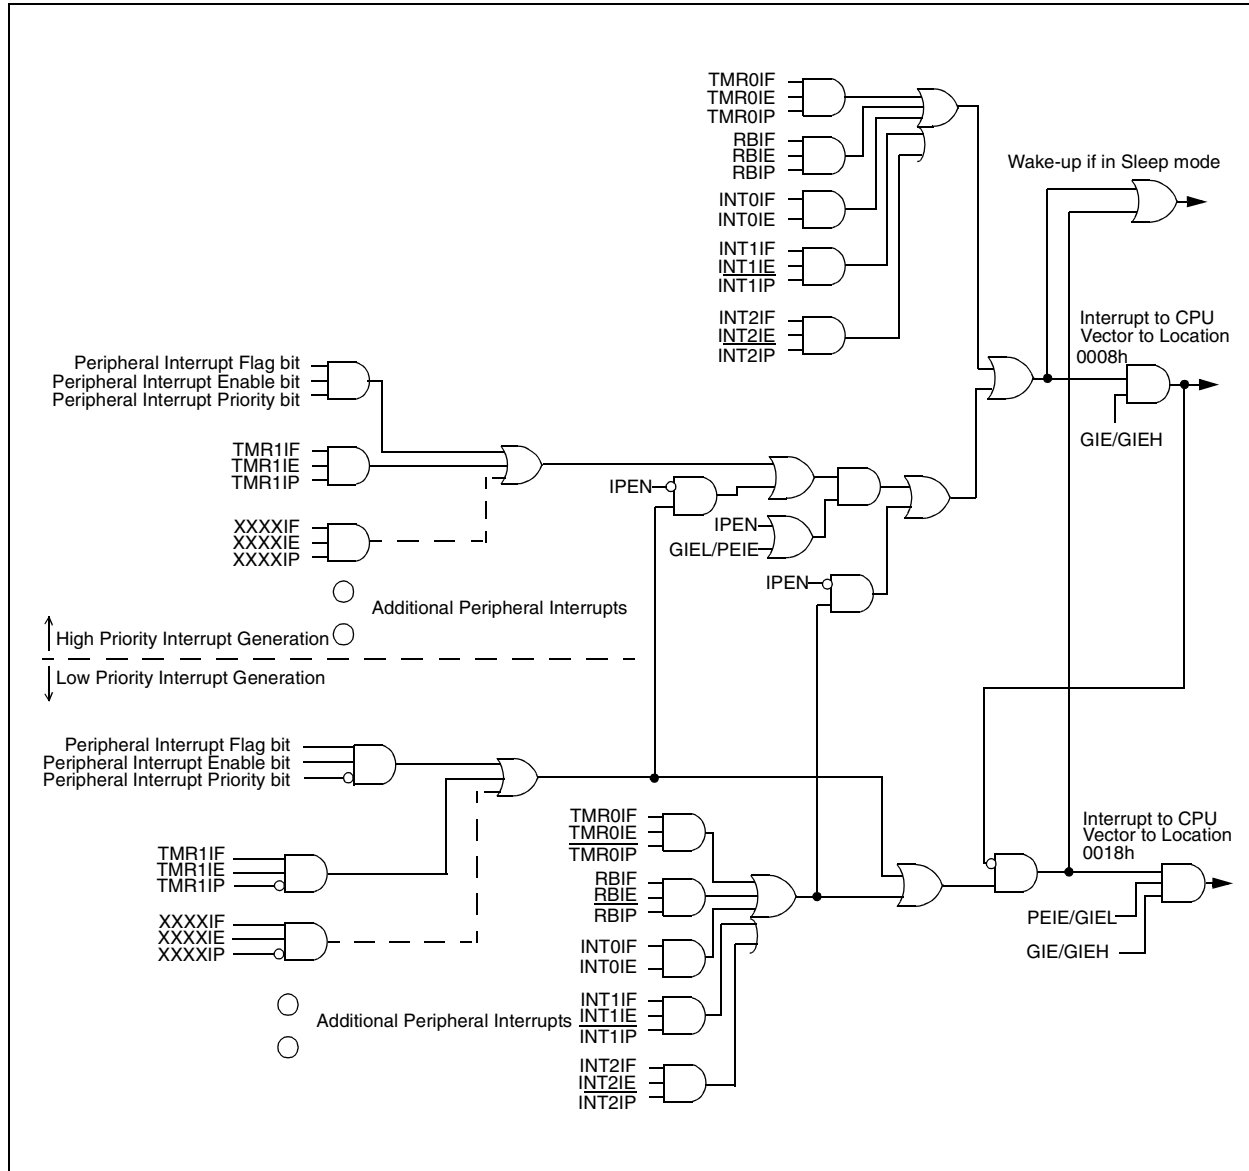 TMR0IF
TMR0IE
TMR0IP
RBIF
RBIE
RBIP
INT0IF
INT0IE
INT1IF
INT1IE
INT1IP
INT2IF
INT2IE
INT2IP
Wake-up if in Sleep mode
Interrupt to CPU
Vector to Location
0008h
GIE/GIEH
Peripheral Interrupt Flag bit
Peripheral Interrupt Enable bit
Peripheral Interrupt Priority bit
TMR1IF
TMR1IE
TMR1IP
XXXXIF
XXXXIE
XXXXIP
IPEN
IPEN
GIEL/PEIE
IPEN
Additional Peripheral Interrupts
High Priority Interrupt Generation
Low Priority Interrupt Generation
Peripheral Interrupt Flag bit
Peripheral Interrupt Enable bit
Peripheral Interrupt Priority bit
TMR1IF
TMR1IE
TMR1IP
XXXXIF
XXXXIE
XXXXIP
Additional Peripheral Interrupts
TMR0IF
TMR0IE
TMR0IP
RBIF
RBIE
RBIP
INT0IF
INT0IE
INT1IF
INT1IE
INT1IP
INT2IF
INT2IE
INT2IP
Interrupt to CPU
Vector to Location
0018h
PEIE/GIEL
GIE/GIEH